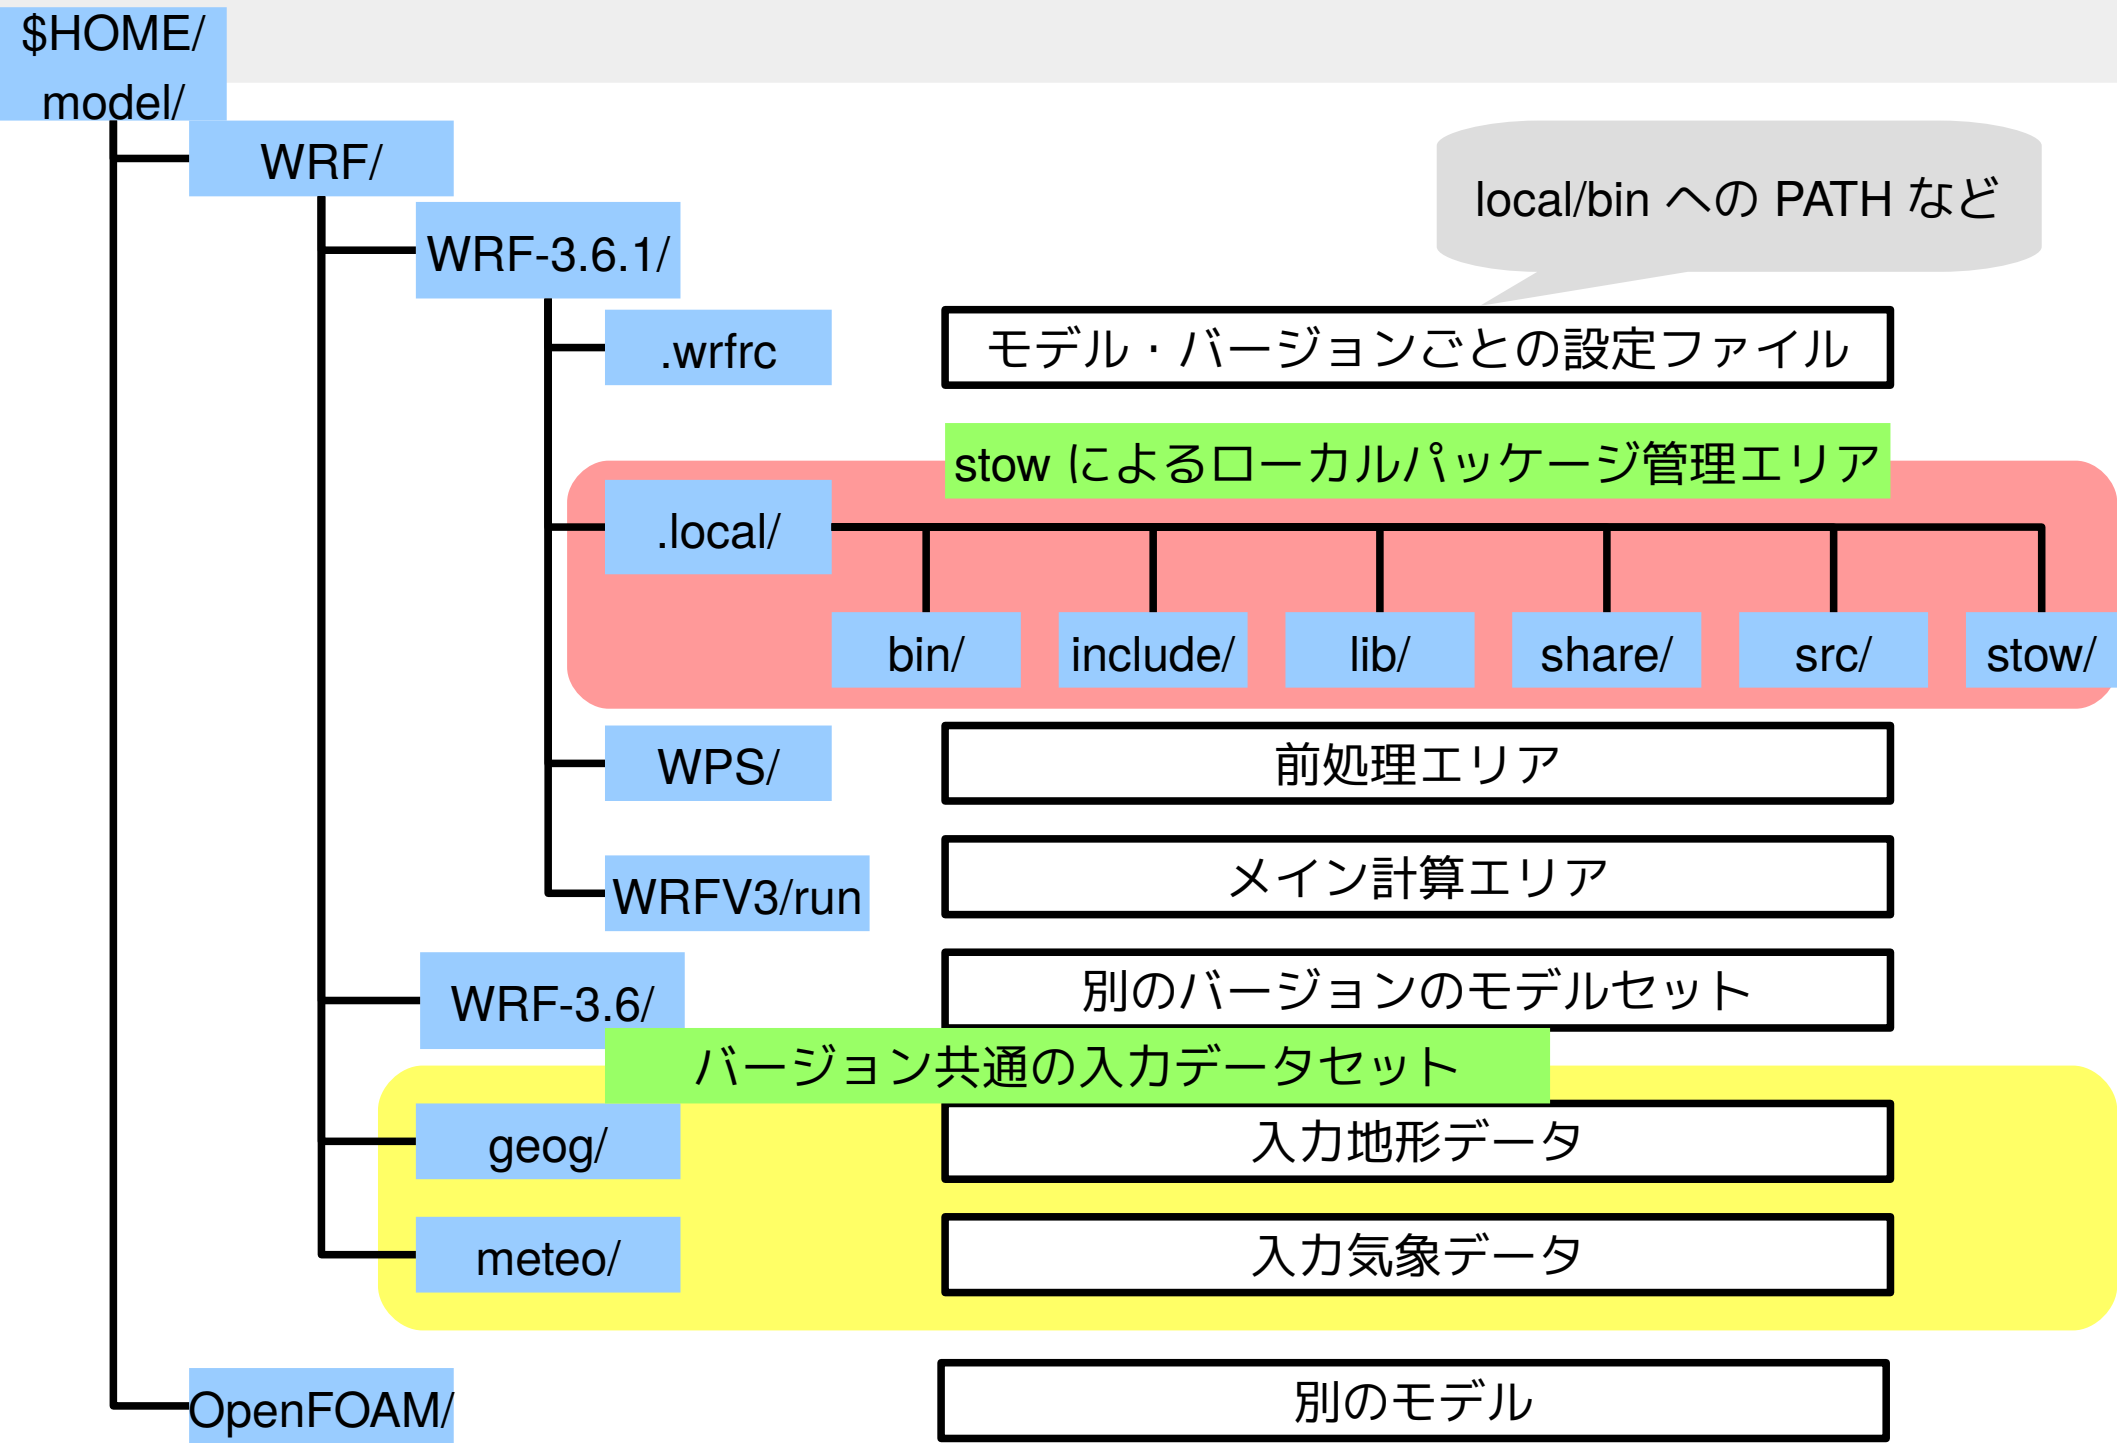 $HOME/
model/
WRF/
local/bin への PATH など
WRF-3.6.1/
.wrfrc
モデル・バージョンごとの設定ファイル
stow によるローカルパッケージ管理エリア
.local/
bin/
include/
lib/
share/
src/
stow/
WPS/
前処理エリア
WRFV3/run
メイン計算エリア
WRF-3.6/
別のバージョンのモデルセット
バージョン共通の入力データセット
geog/
入力地形データ
meteo/
入力気象データ
OpenFOAM/
別のモデル